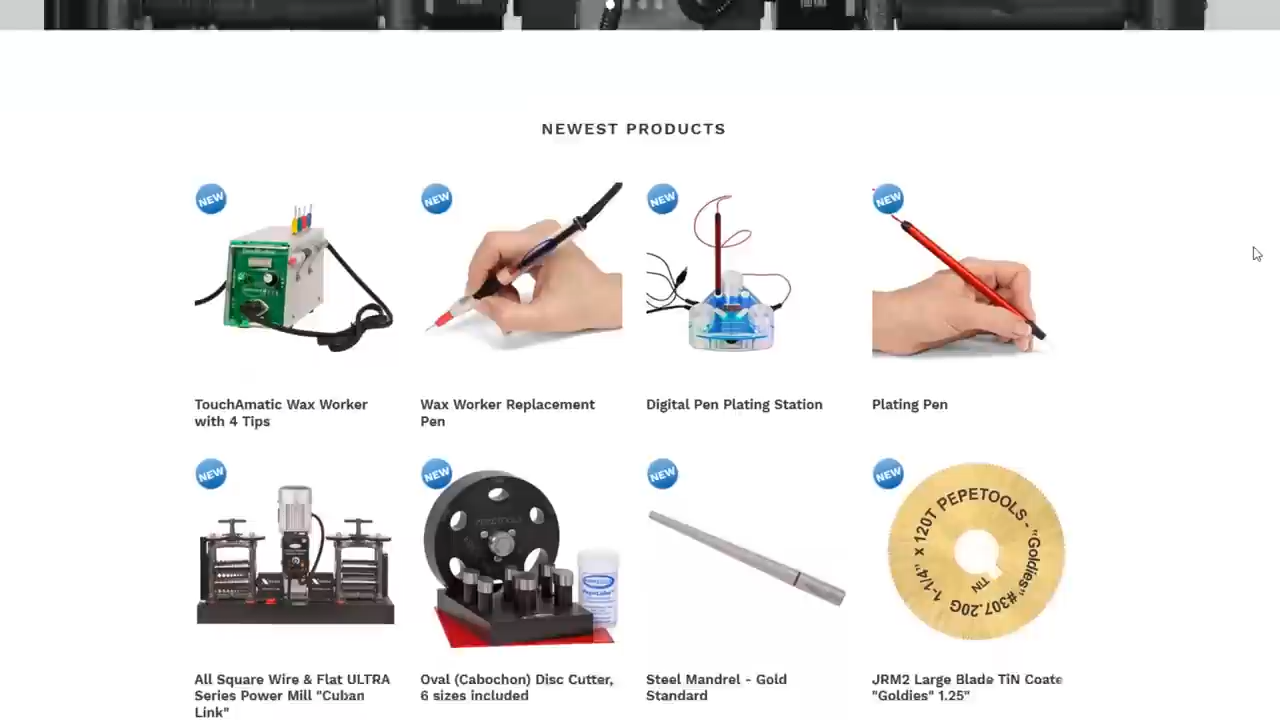 NEWEST PRODUCTS
NEW
NEW
NEW
NEW
TouchAmatic Wax Worker
with 4 Tips
Wax Worker Replacement
Pen
Digital Pen Plating Station
Plating Pen
NEW
NEW
NEW
NEW
PEPETOOLS
1-1/4" x 120T PEPETOOLS - "Goldies" #307.20G
TiN
All Square Wire & Flat ULTRA
Series Power Mill "Cuban
Link"
Oval (Cabochon) Disc Cutter,
6 sizes included
Steel Mandrel - Gold
Standard
JRM2 Large Blade TiN Coate
"Goldies" 1.25"